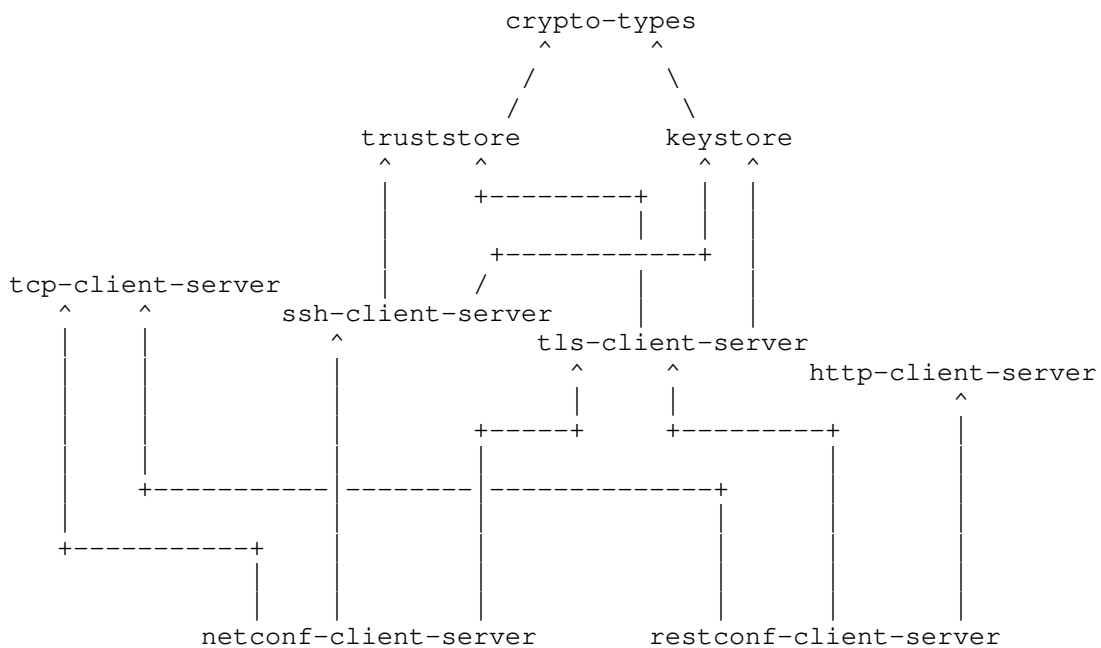 crypto-types
truststore keystore
tcp-client-server
ssh-client-server
tls-client-server
http-client-server
netconf-client-server restconf-client-server